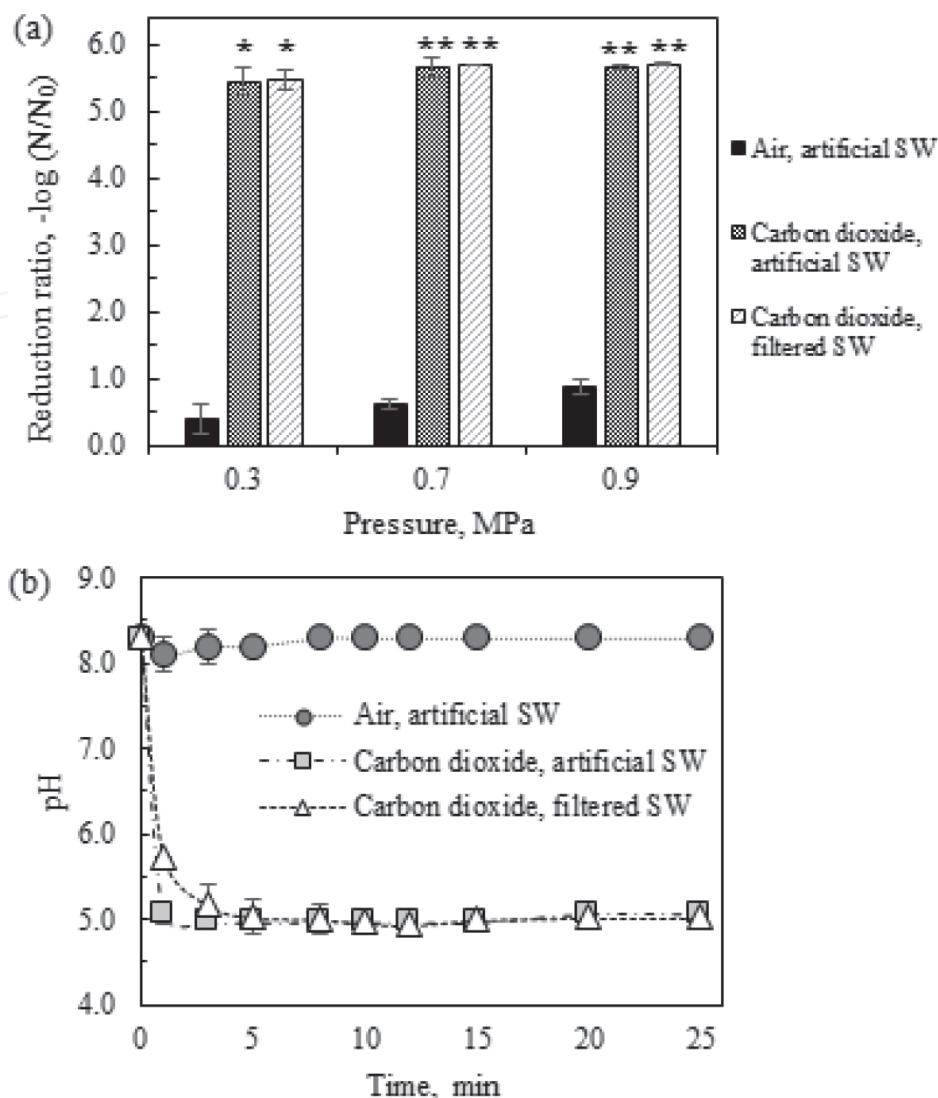 (a)
6.0
5.0
4.0
3.0
2.0
1.0
0.0
Reduction ratio, -log (N/N0)
* * ** ** ** **
0.3 0.7 0.9
Pressure, MPa
Air, artificial SW
Carbon dioxide,
artificial SW
Carbon dioxide,
filtered SW
(b)
9.0
8.0
7.0
6.0
5.0
4.0
pH
Air, artificial SW
Carbon dioxide, artificial SW
Carbon dioxide, filtered SW
0 5 10 15 20 25
Time, min